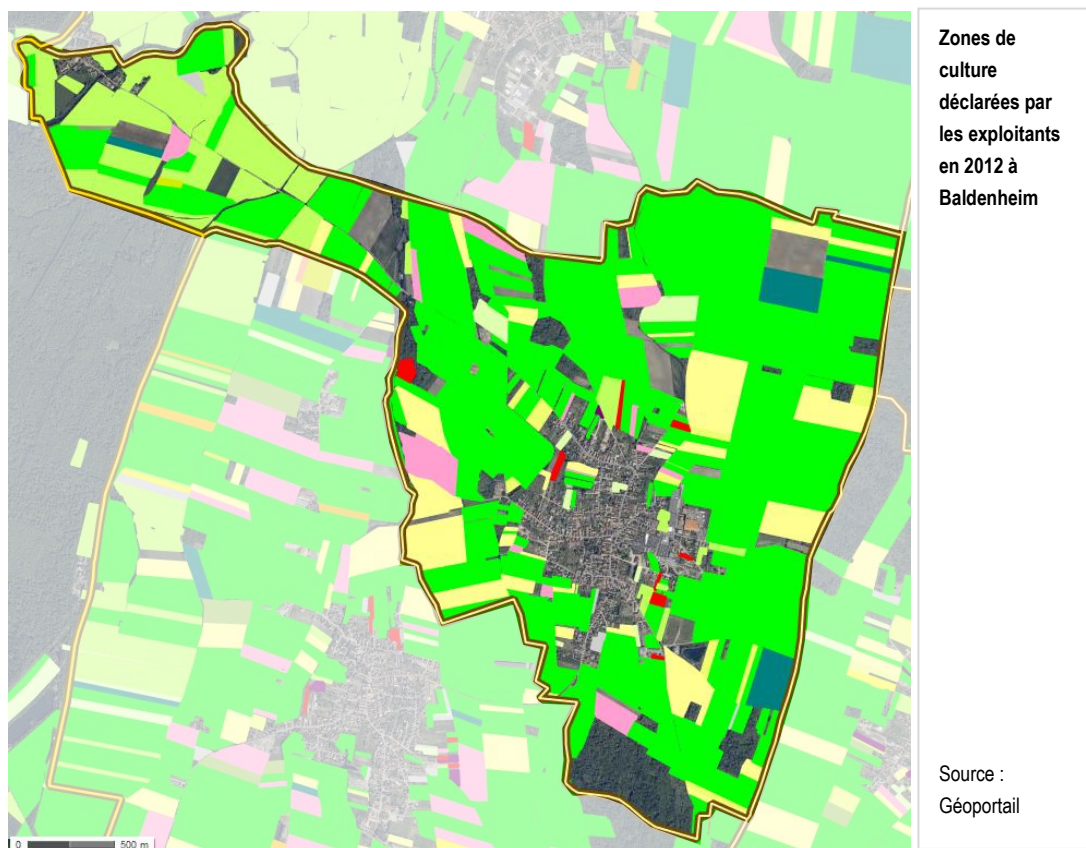 Zones de
culture
déclarées par
les exploitants
en 2012 à
Baldenheim
Source :
Géoportail
0 500 m